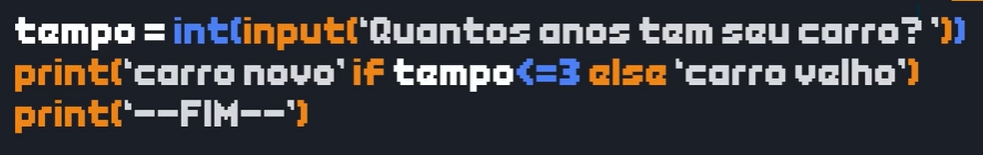 tempo = int(input(‘Quantos anos tem seu carro? ’))
print(‘carro novo’ if tempo<=3 else ‘carro velho’)
print(‘--FIM--’)